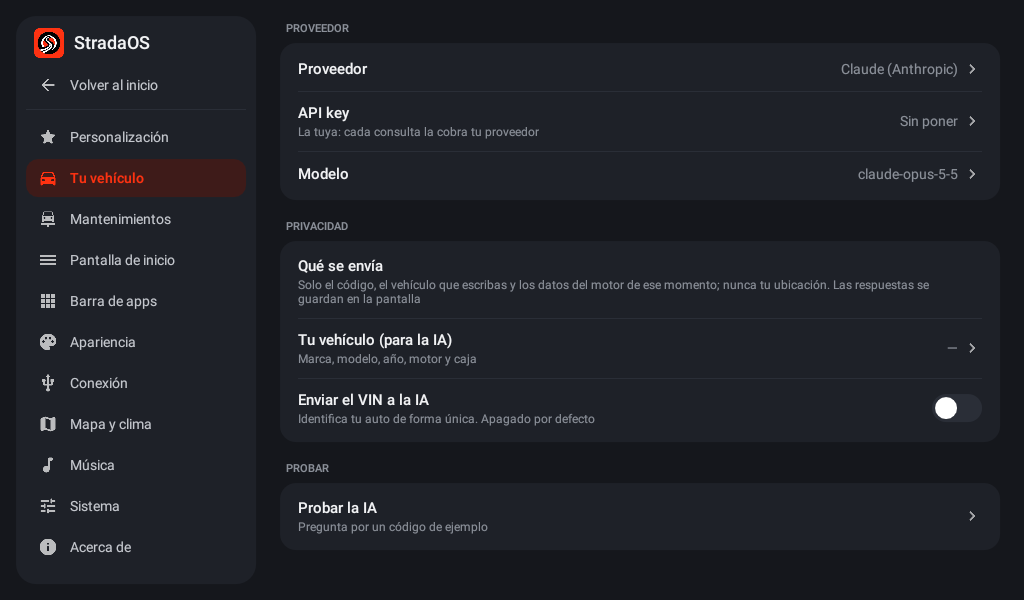 StradaOS
Volver al inicio
Personalización
Tu vehículo
Mantenimientos
Pantalla de inicio
Barra de apps
Apariencia
Conexión
Mapa y clima
Música
Sistema
Acerca de
PROVEEDOR
Proveedor
Claude (Anthropic)
API key
La tuya: cada consulta la cobra tu proveedor
Sin poner
Modelo
claude-opus-5-5
PRIVACIDAD
Qué se envía
Solo el código, el vehículo que escribas y los datos del motor de ese momento; nunca tu ubicación. Las respuestas se
guardan en la pantalla
Tu vehículo (para la IA)
Marca, modelo, año, motor y caja
—
Enviar el VIN a la IA
Identifica tu auto de forma única. Apagado por defecto
PROBAR
Probar la IA
Pregunta por un código de ejemplo